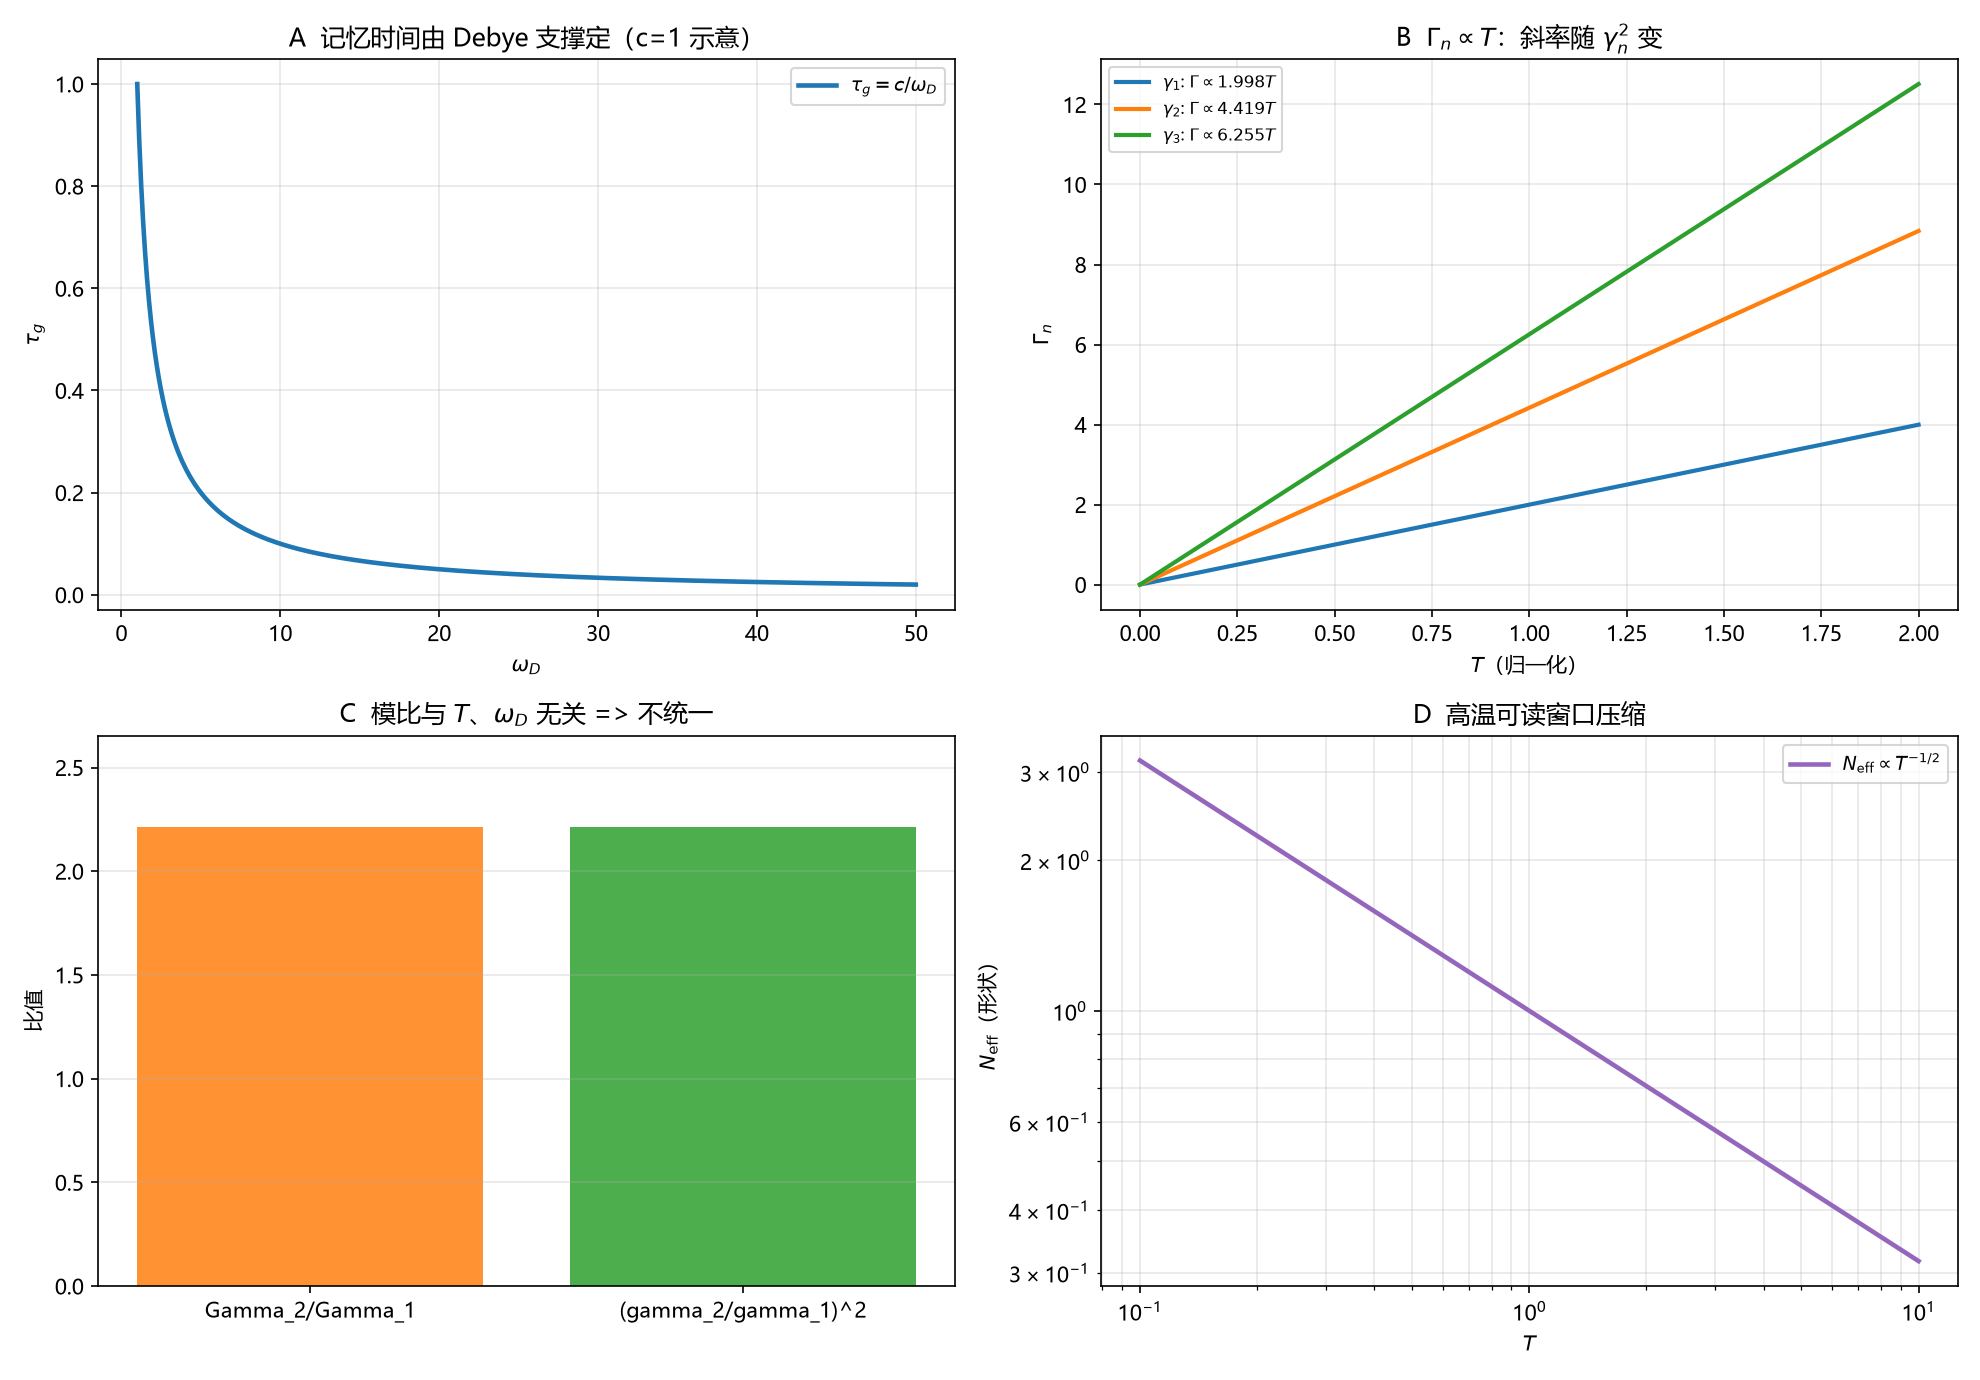 A 记忆时间由 Debye 支撑定（c=1 示意）
τ_g = c/ω_D
1.0
0.8
0.6
0.4
0.2
0.0
τ_g
0 10 20 30 40 50
ω_D
B Γ_n ∝ T：斜率随 γ_n^2 变
γ_1: Γ ∝ 1.998T
γ_2: Γ ∝ 4.419T
γ_3: Γ ∝ 6.255T
12
10
8
6
4
2
0
Γ_n
0.00 0.25 0.50 0.75 1.00 1.25 1.50 1.75 2.00
T（归一化）
C 模比与 T、ω_D 无关 => 不统一
2.5
2.0
1.5
1.0
0.5
0.0
比值
Gamma_2/Gamma_1 (gamma_2/gamma_1)^2
D 高温可读窗口压缩
N_eff ∝ T^{-1/2}
3 × 10^0
2 × 10^0
10^0
6 × 10^{-1}
4 × 10^{-1}
3 × 10^{-1}
N_eff（形状）
10^{-1} 10^0 10^1
T